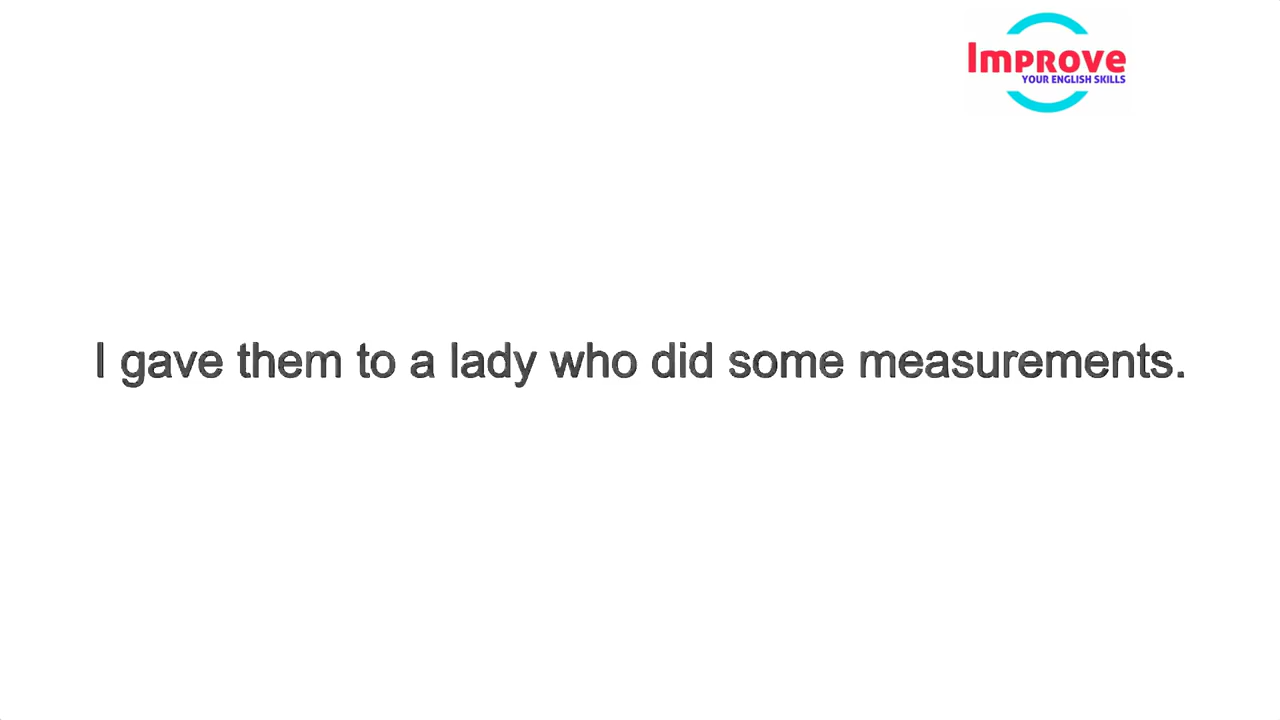 Improve
YOUR ENGLISH SKILLS
I gave them to a lady who did some measurements.